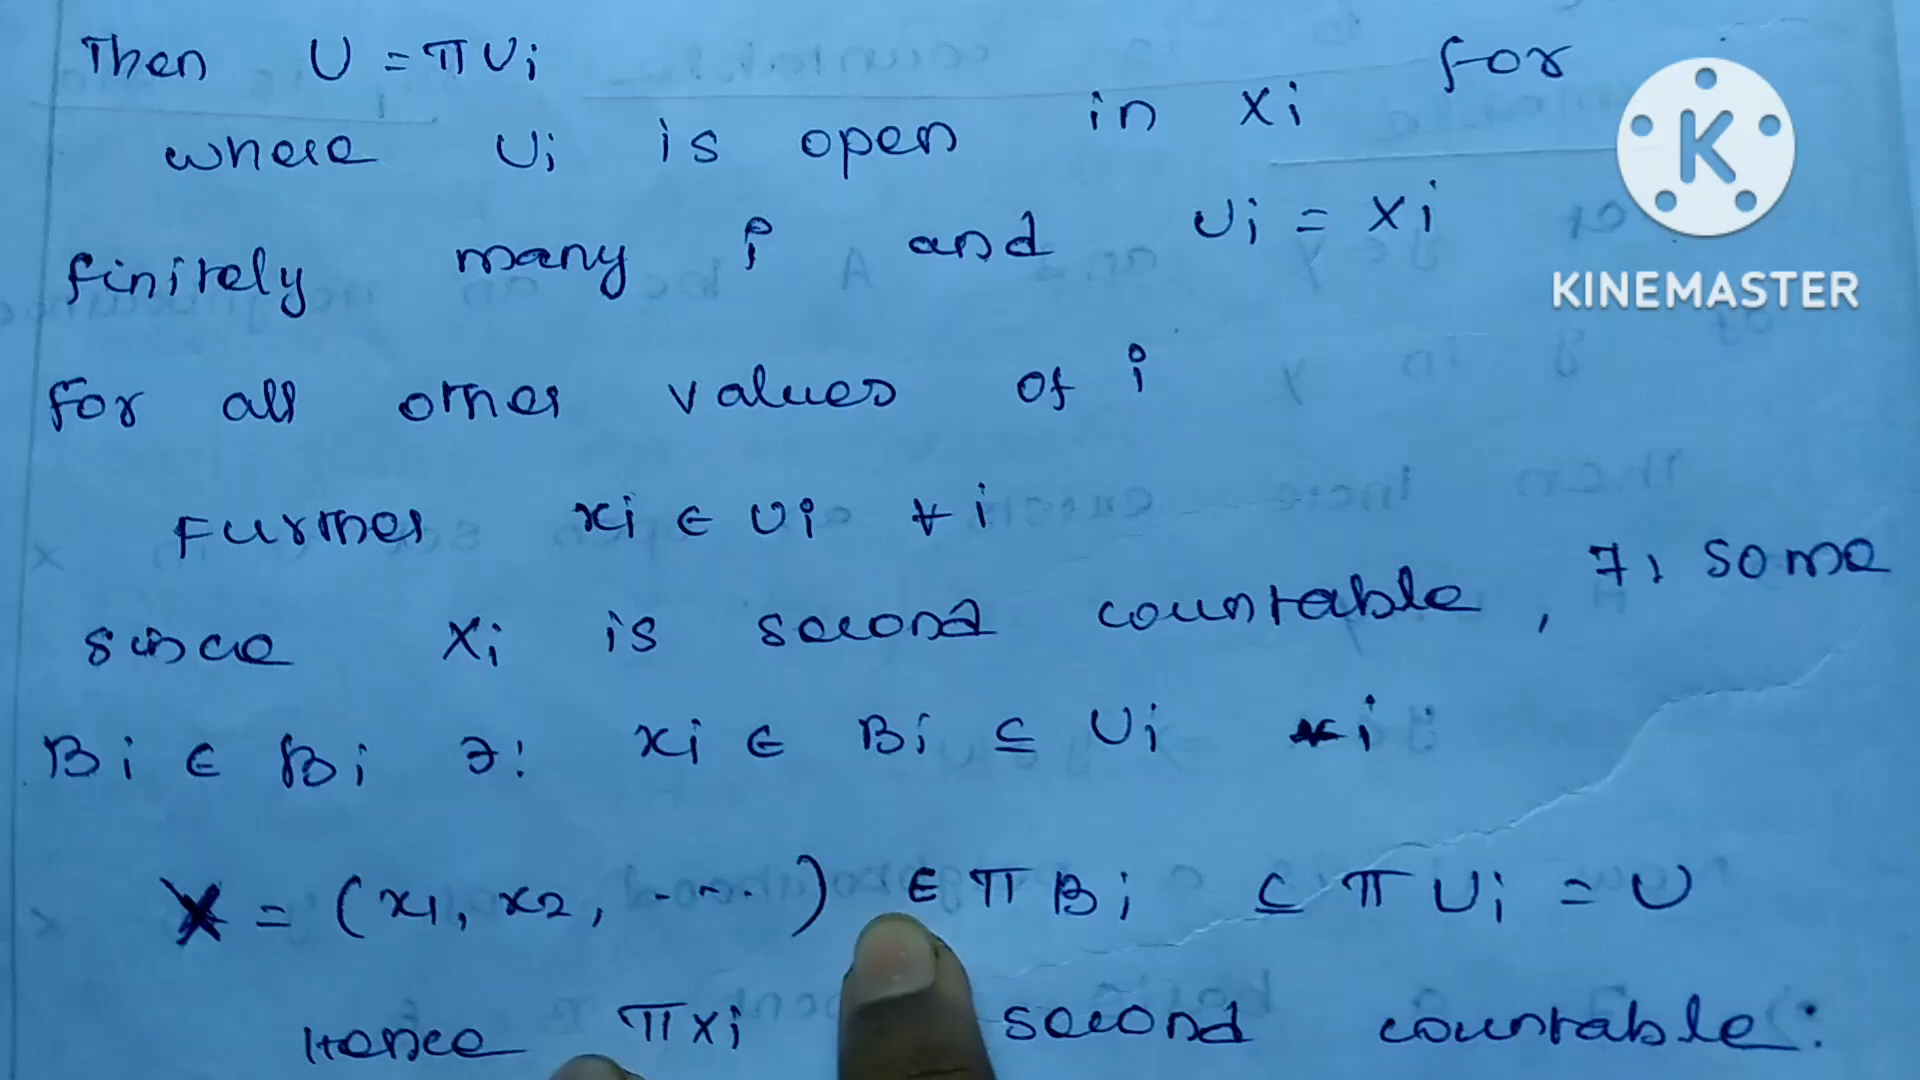 Then U = πUi
where Ui is open in Xi for
finitely many i and Ui = Xi
for all other values of i
Further xi ∈ Ui ∀ i
since Xi is second countable, ∃, some
Bi ∈ 𝓑i ∋: xi ∈ Bi ⊆ Ui ∀ i
X = (x1, x2, ....) ∈ π Bi ⊆ π Ui = U
Hence πXi second countable:
K
KINEMASTER